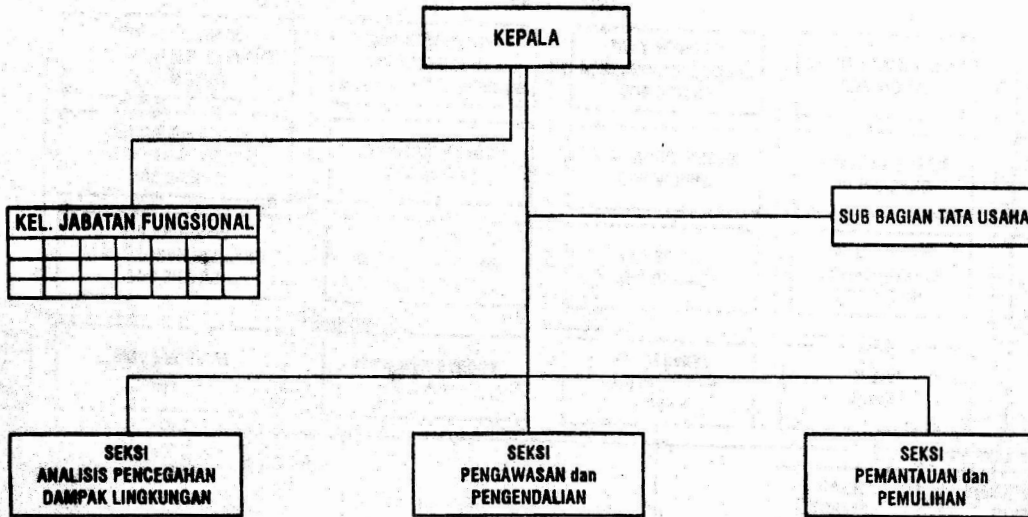 KEPALA
KEL. JABATAN FUNGSIONAL
SUB BAGIAN TATA USAHA
SEKSI
ANALISIS PENCEGAHAN
DAMPAK LINGKUNGAN
SEKSI
PENGAWASAN dan
PENGENDALIAN
SEKSI
PEMANTAUAN dan
PEMULIHAN